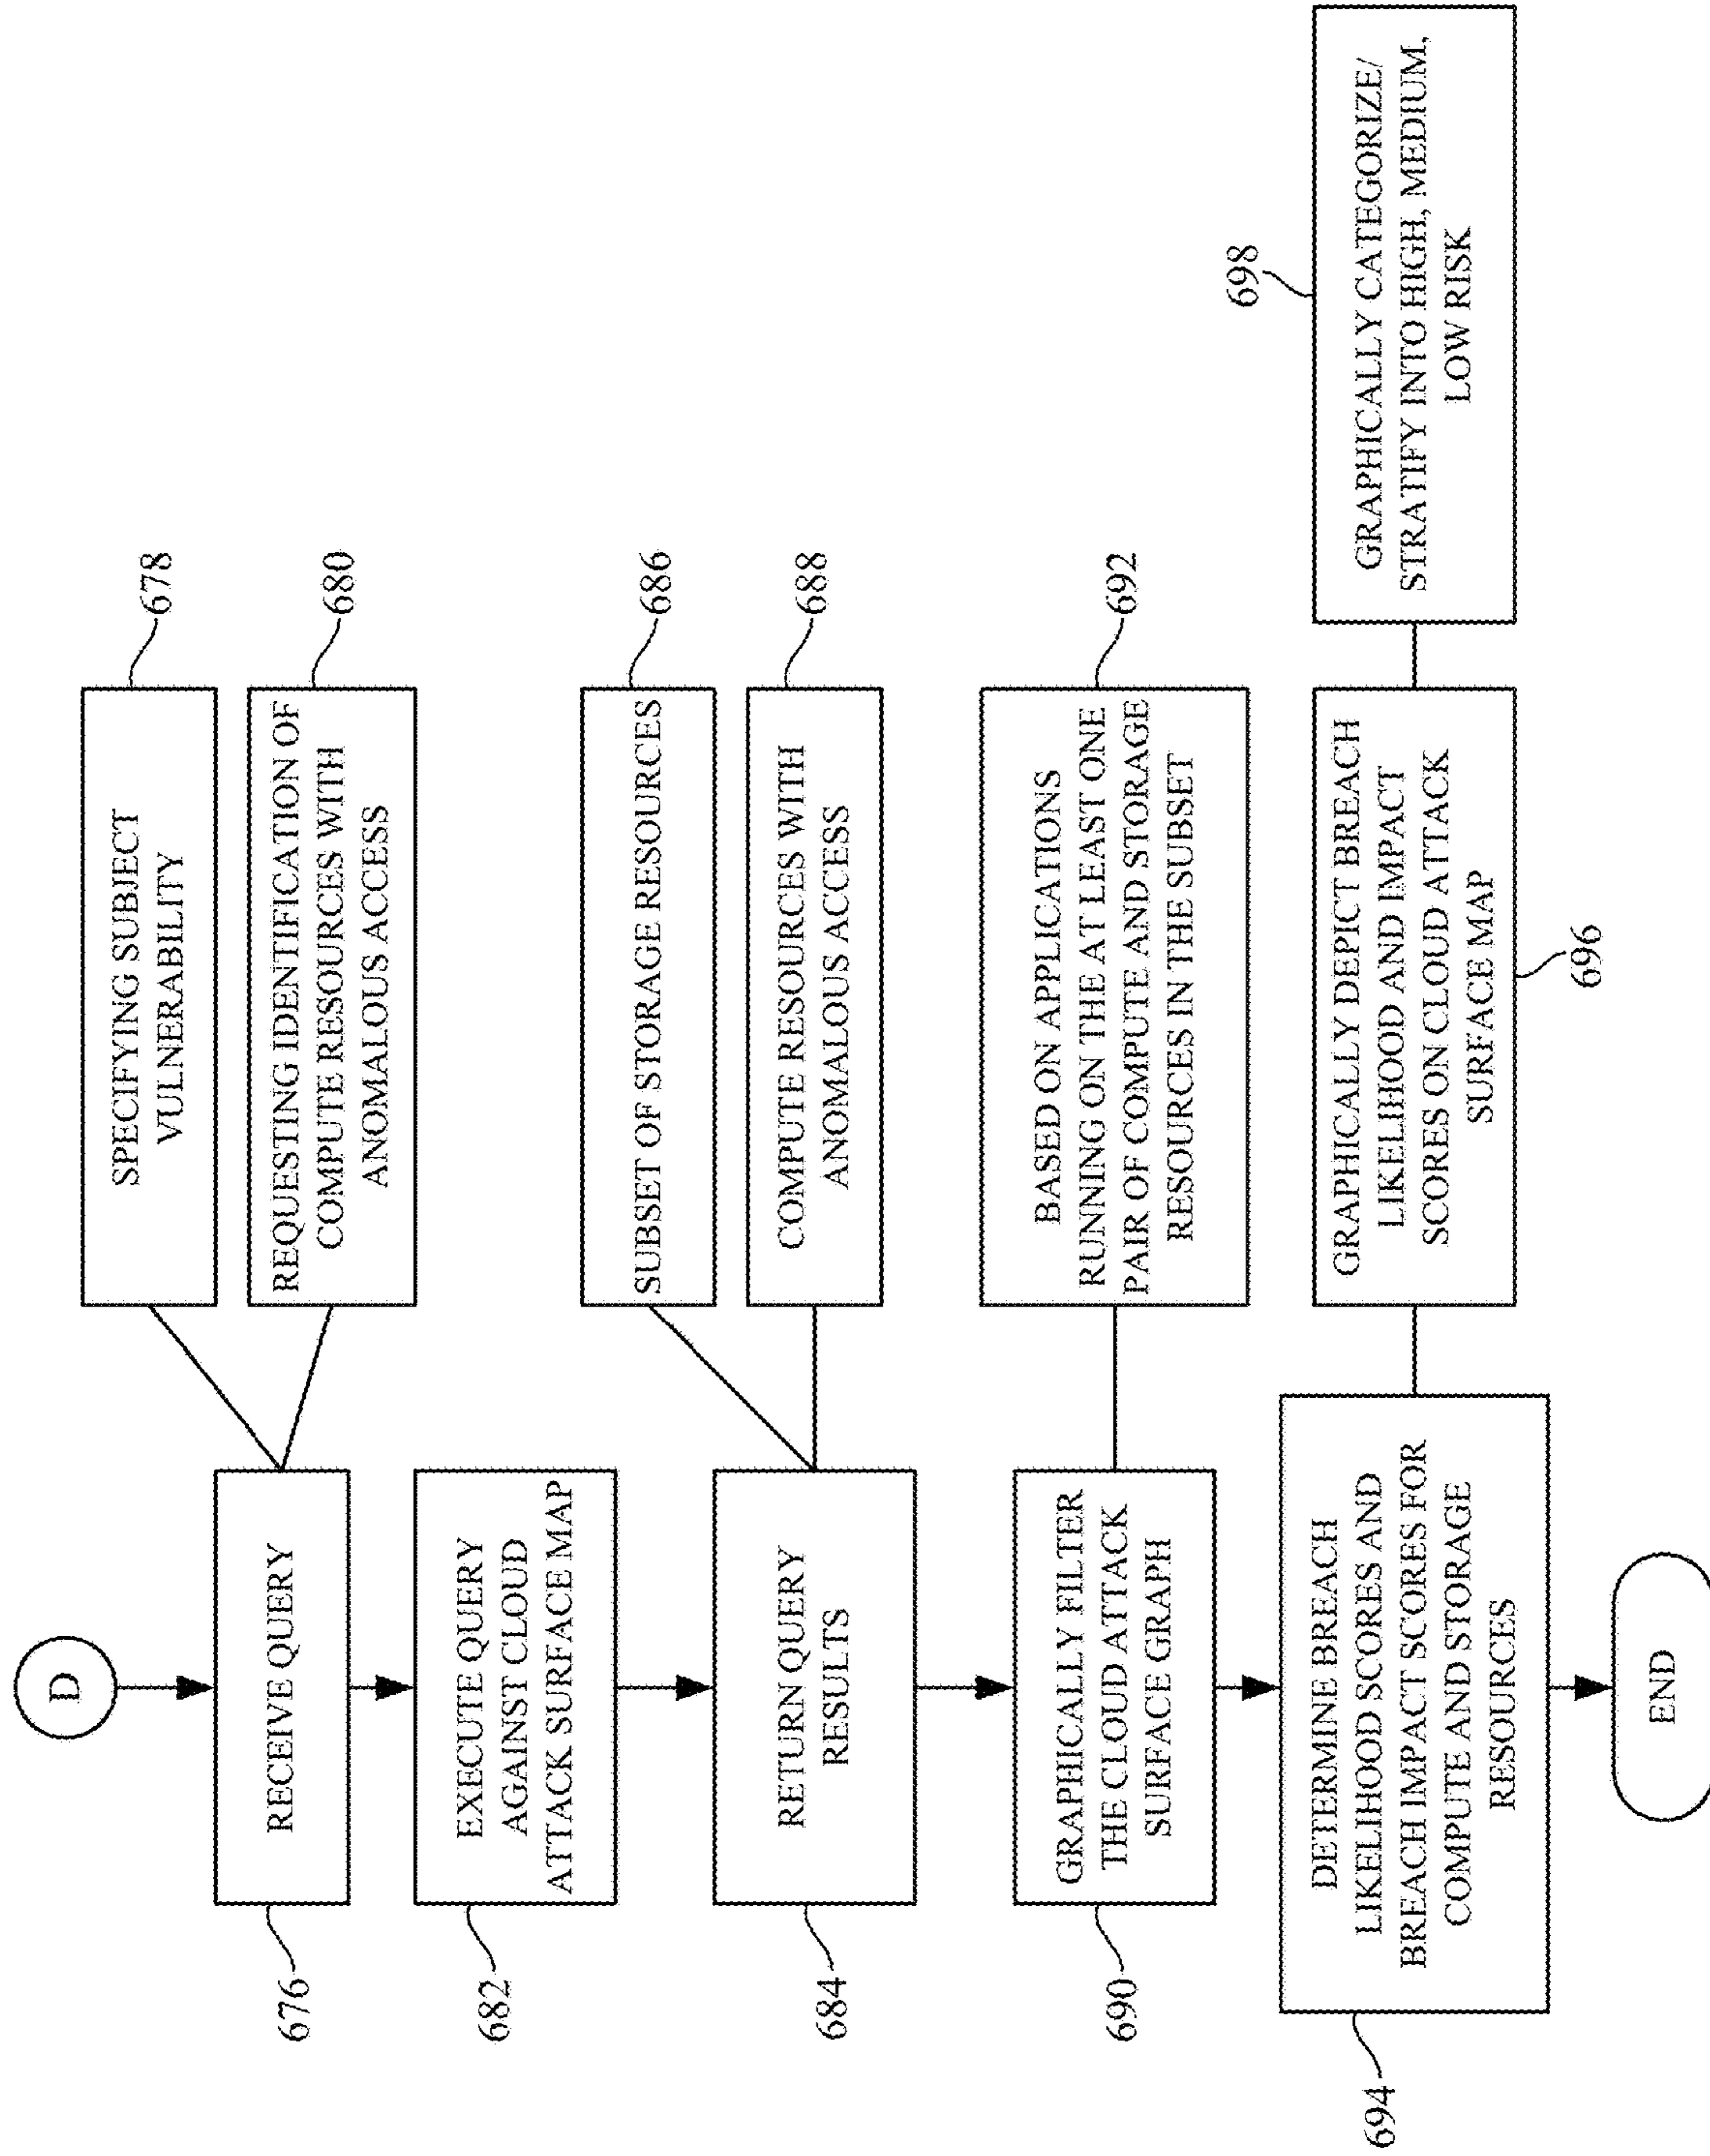 D
676
RECEIVE QUERY
SPECIFYING SUBJECT
VULNERABILITY
678
REQUESTING IDENTIFICATION OF
COMPUTE RESOURCES WITH
ANOMALOUS ACCESS
680
682
EXECUTE QUERY
AGAINST CLOUD
ATTACK SURFACE MAP
684
RETURN QUERY
RESULTS
SUBSET OF STORAGE RESOURCES
686
COMPUTE RESOURCES WITH
ANOMALOUS ACCESS
688
690
GRAPHICALLY FILTER
THE CLOUD ATTACK
SURFACE GRAPH
BASED ON APPLICATIONS
RUNNING ON THE AT LEAST ONE
PAIR OF COMPUTE AND STORAGE
RESOURCES IN THE SUBSET
692
694
DETERMINE BREACH
LIKELIHOOD SCORES AND
BREACH IMPACT SCORES FOR
COMPUTE AND STORAGE
RESOURCES
GRAPHICALLY DEPICT BREACH
LIKELIHOOD AND IMPACT
SCORES ON CLOUD ATTACK
SURFACE MAP
696
698
GRAPHICALLY CATEGORIZE/
STRATIFY INTO HIGH, MEDIUM,
LOW RISK
END